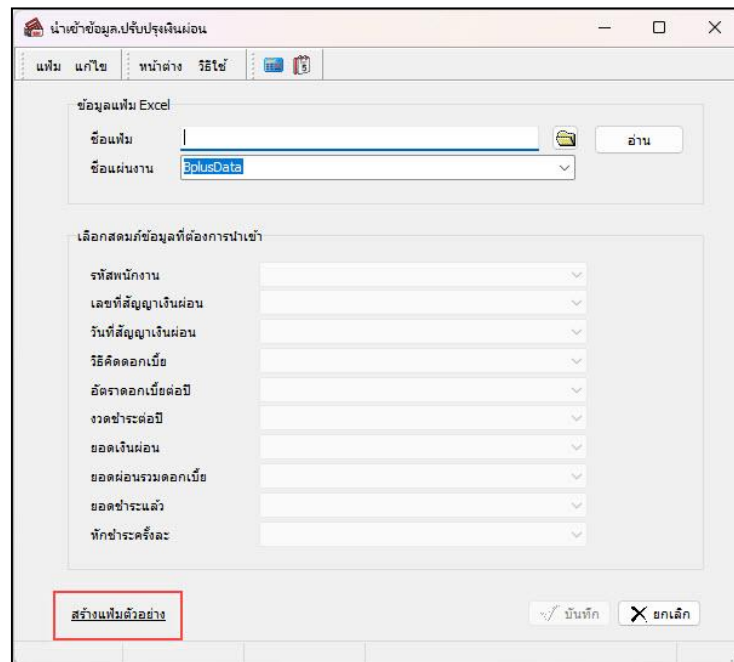 นำเข้าข้อมูล.ปรับปรุงเงินผ่อน
แฟ้ม แก้ไข หน้าต่าง วิธีใช้
ข้อมูลแฟ้ม Excel
ชื่อแฟ้ม อ่าน
ชื่อแผ่นงาน BplusData
เลือกสดมภ์ข้อมูลที่ต้องการนำเข้า
รหัสพนักงาน
เลขที่สัญญาเงินผ่อน
วันที่สัญญาเงินผ่อน
วิธีคิดดอกเบี้ย
อัตราดอกเบี้ยต่อปี
งวดชำระต่อปี
ยอดเงินผ่อน
ยอดผ่อนรวมดอกเบี้ย
ยอดชำระแล้ว
หักชำระครั้งละ
สร้างแฟ้มตัวอย่าง บันทึก ยกเลิก